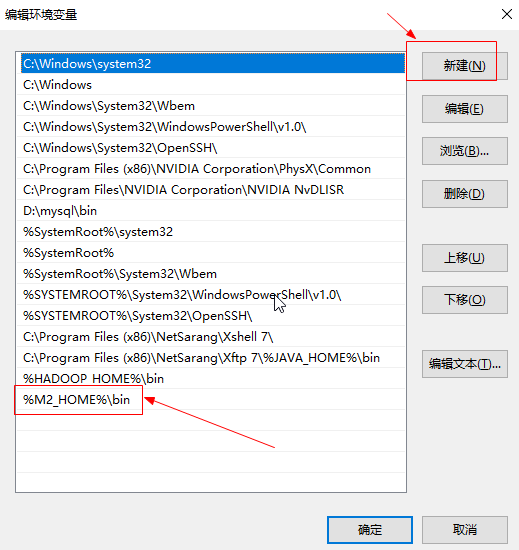 编辑环境变量
C:\Windows\system32
C:\Windows
C:\Windows\System32\Wbem
C:\Windows\System32\WindowsPowerShell\v1.0\
C:\Windows\System32\OpenSSH\
C:\Program Files (x86)\NVIDIA Corporation\PhysX\Common
C:\Program Files\NVIDIA Corporation\NVIDIA NvDLISR
D:\mysql\bin
%SystemRoot%\system32
%SystemRoot%
%SystemRoot%\System32\Wbem
%SYSTEMROOT%\System32\WindowsPowerShell\v1.0\
%SYSTEMROOT%\System32\OpenSSH\
C:\Program Files (x86)\NetSarang\Xshell 7\
C:\Program Files (x86)\NetSarang\Xftp 7\%JAVA_HOME%\bin
%HADOOP_HOME%\bin
%M2_HOME%\bin
新建(N)
编辑(E)
浏览(B)...
删除(D)
上移(U)
下移(O)
编辑文本(T)...
确定
取消